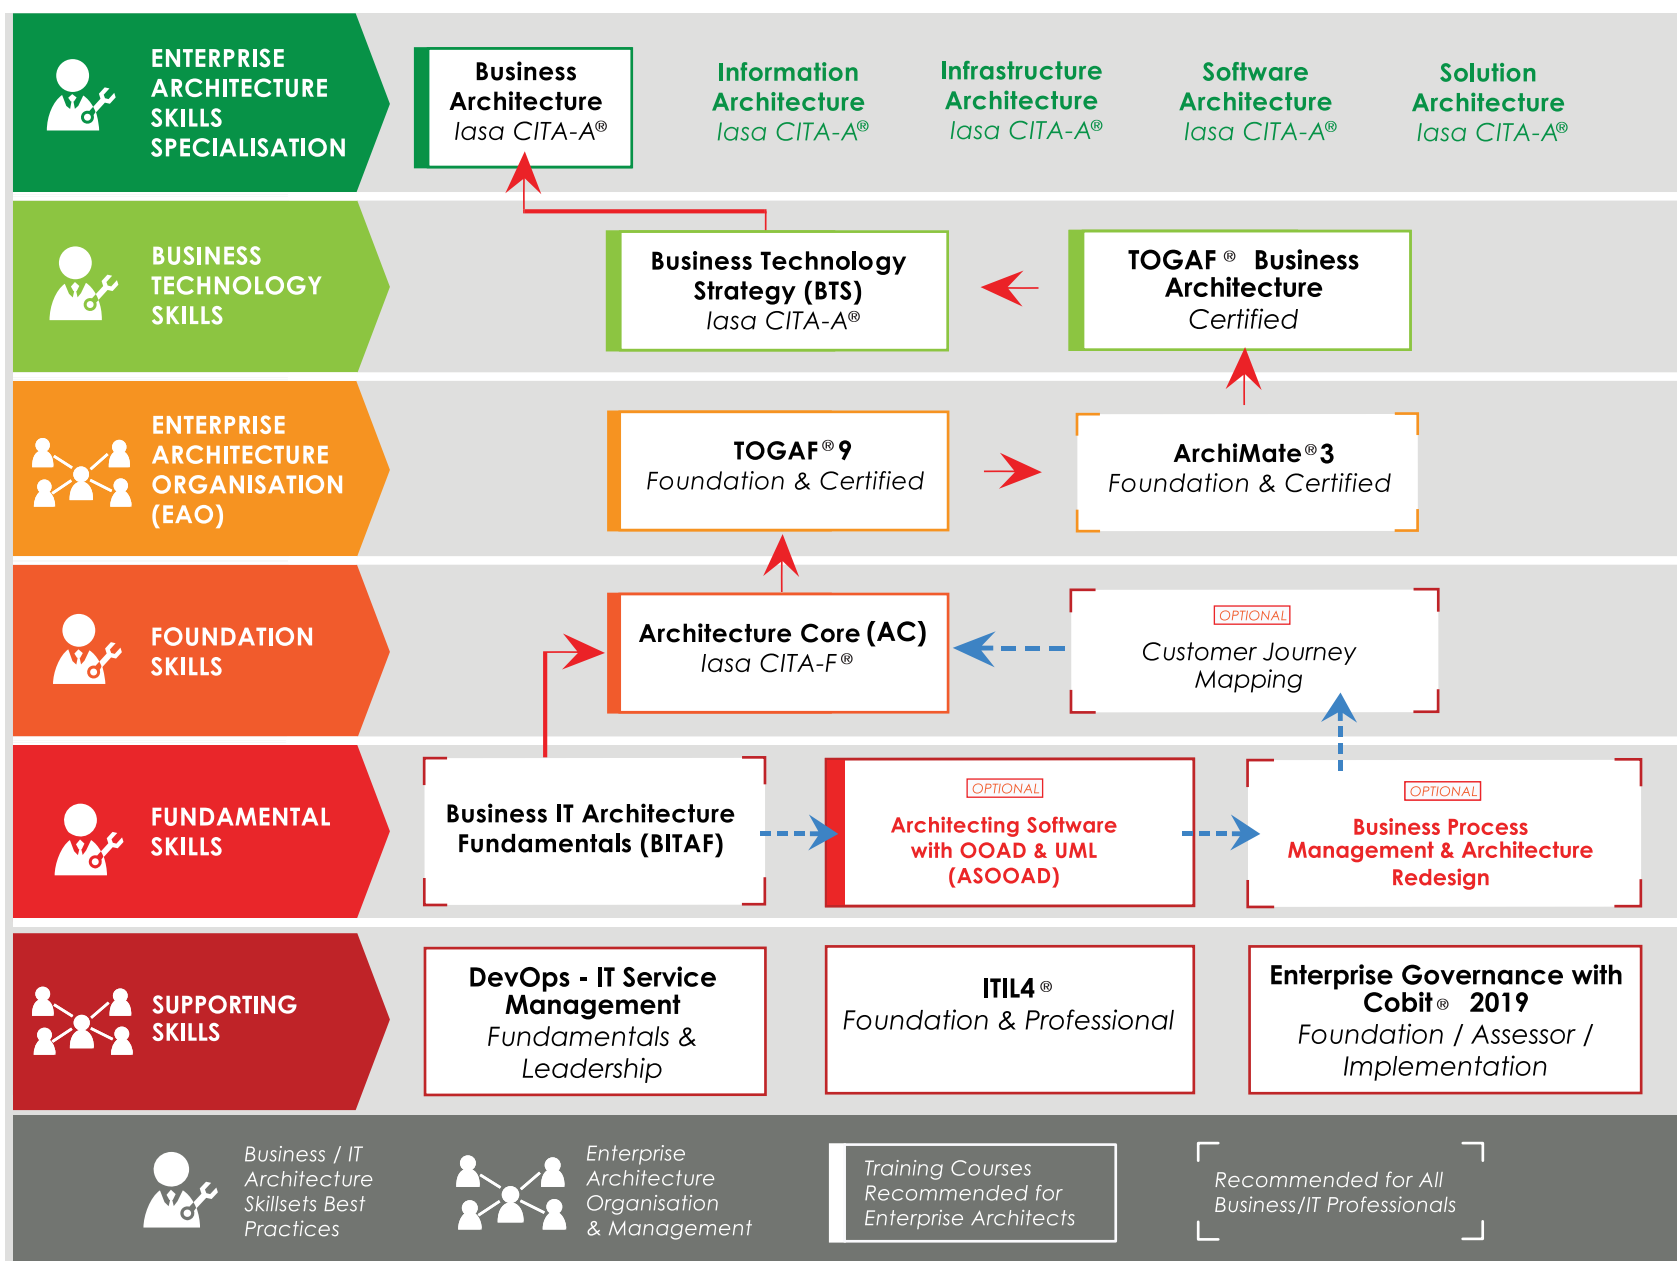 ENTERPRISE
ARCHITECTURE
SKILLS
SPECIALISATION
Business
Architecture
Iasa CITA-A®
Information
Architecture
Iasa CITA-A®
Infrastructure
Architecture
Iasa CITA-A®
Software
Architecture
Iasa CITA-A®
Solution
Architecture
Iasa CITA-A®
BUSINESS
TECHNOLOGY
SKILLS
Business Technology
Strategy (BTS)
Iasa CITA-A®
TOGAF® Business
Architecture
Certified
ENTERPRISE
ARCHITECTURE
ORGANISATION
(EAO)
TOGAF®9
Foundation & Certified
ArchiMate®3
Foundation & Certified
FOUNDATION
SKILLS
Architecture Core (AC)
Iasa CITA-F®
OPTIONAL
Customer Journey
Mapping
FUNDAMENTAL
SKILLS
Business IT Architecture
Fundamentals (BITAF)
OPTIONAL
Architecting Software
with OOAD & UML
(ASOOAD)
OPTIONAL
Business Process
Management & Architecture
Redesign
SUPPORTING
SKILLS
DevOps - IT Service
Management
Fundamentals &
Leadership
ITIL4®
Foundation & Professional
Enterprise Governance with
Cobit® 2019
Foundation / Assessor /
Implementation
Business / IT
Architecture
Skillsets Best
Practices
Enterprise
Architecture
Organisation
& Management
Training Courses
Recommended for
Enterprise Architects
Recommended for All
Business/IT Professionals